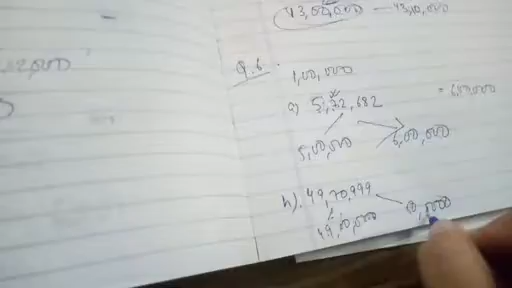 43,00,000 — 43,10,000
Q.6
1,00,000
a) 5,52,682 = 6,00,000
5,00,000 6,00,000
h). 49,70,999
49,00,000